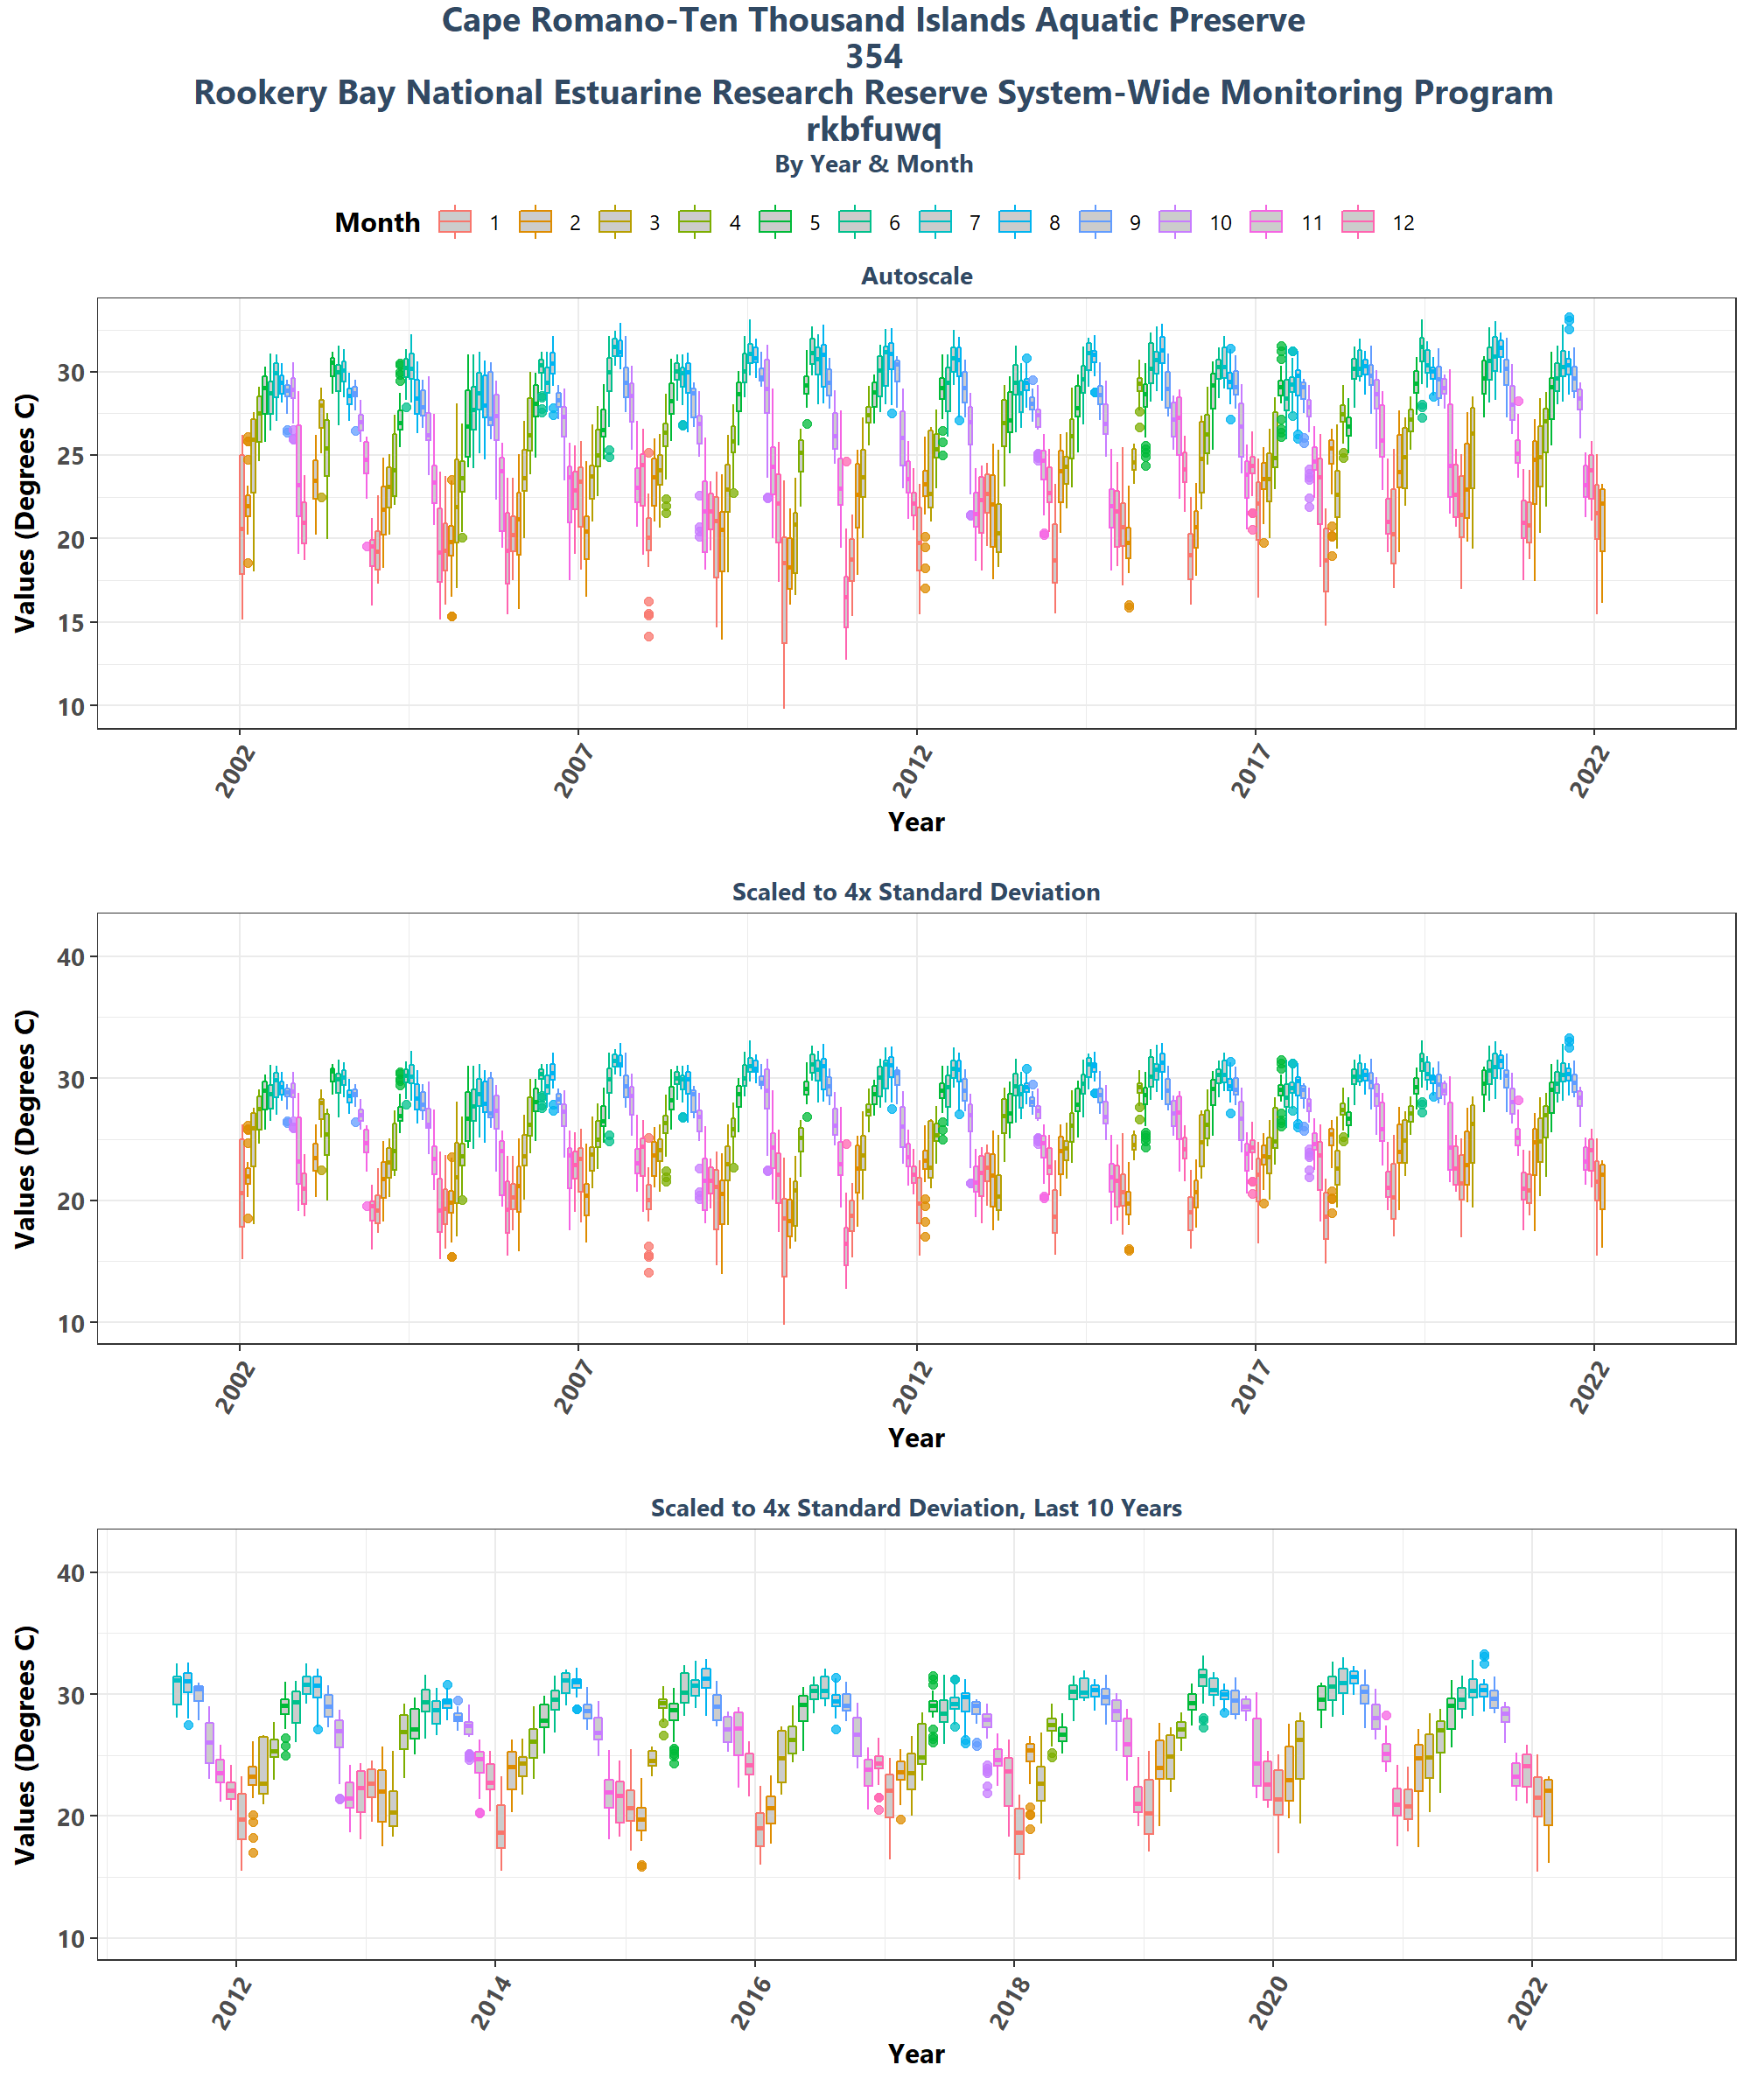 Cape Romano-Ten Thousand Islands Aquatic Preserve
354
Rookery Bay National Estuarine Research Reserve System-Wide Monitoring Program
rkbfuwq
By Year & Month
Month 1 2 3 4 5 6 7 8 9 10 11 12
Autoscale
Values (Degrees C)
30
25
20
15
10
2002 2007 2012 2017 2022
Year
Scaled to 4x Standard Deviation
Values (Degrees C)
40
30
20
10
2002 2007 2012 2017 2022
Year
Scaled to 4x Standard Deviation, Last 10 Years
Values (Degrees C)
40
30
20
10
2012 2014 2016 2018 2020 2022
Year